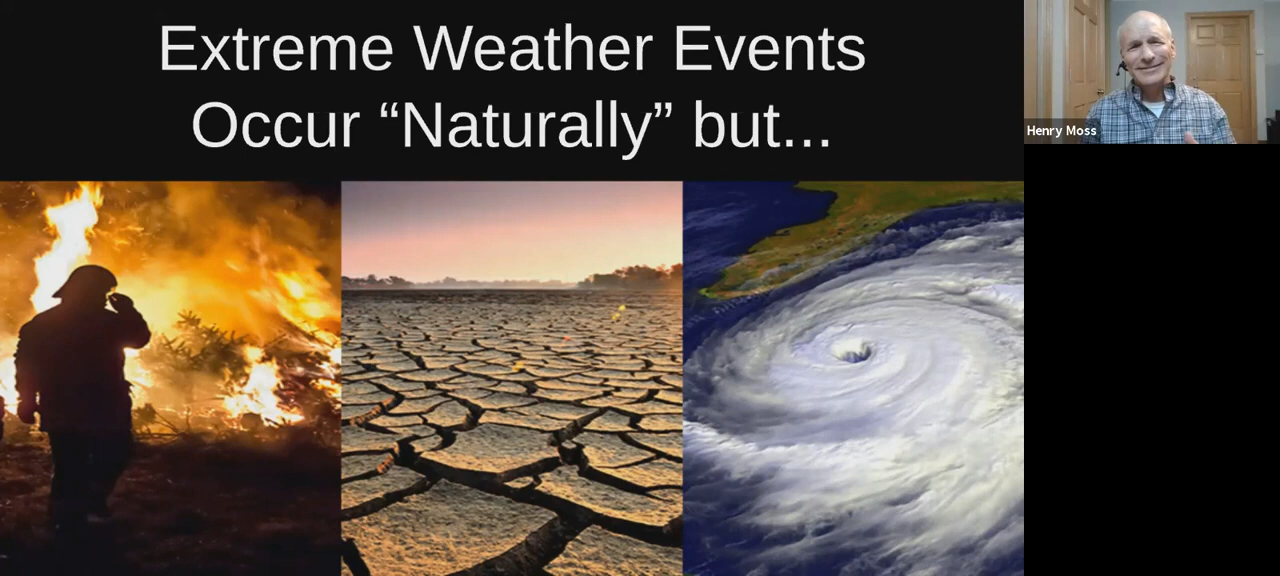 Extreme Weather Events
Occur “Naturally” but...
Henry Moss